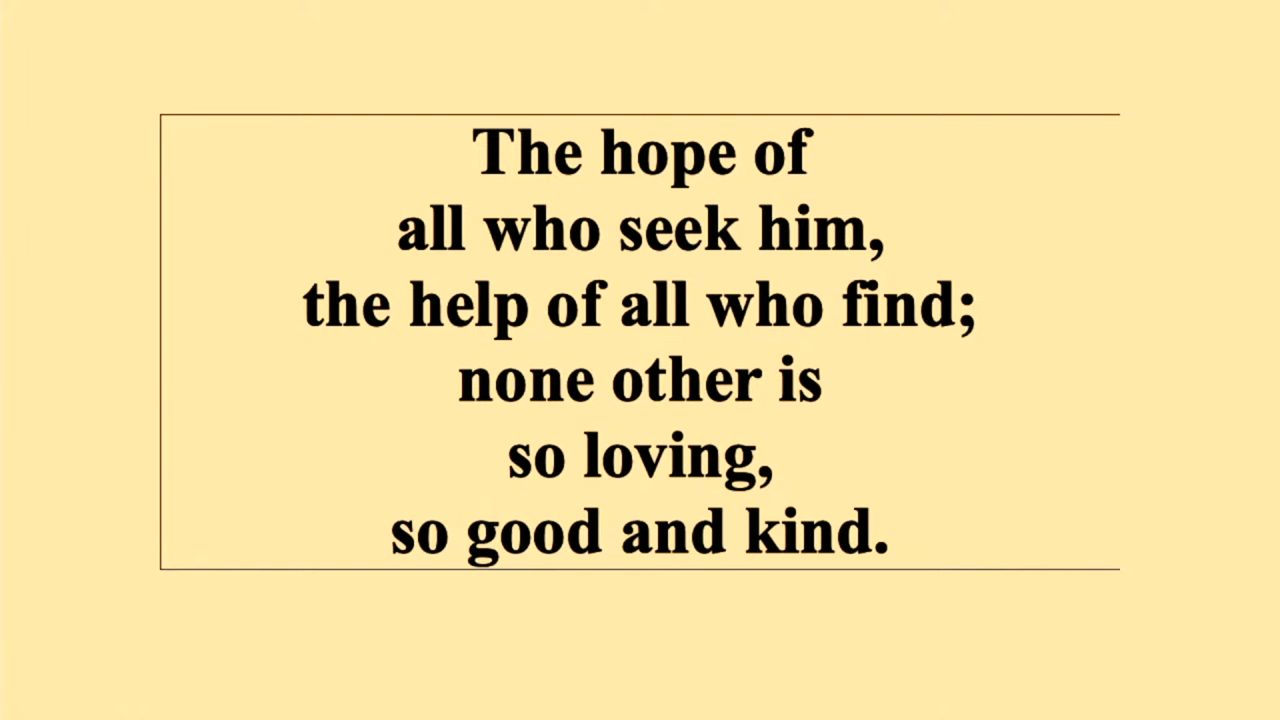 The hope of
all who seek him,
the help of all who find;
none other is
so loving,
so good and kind.